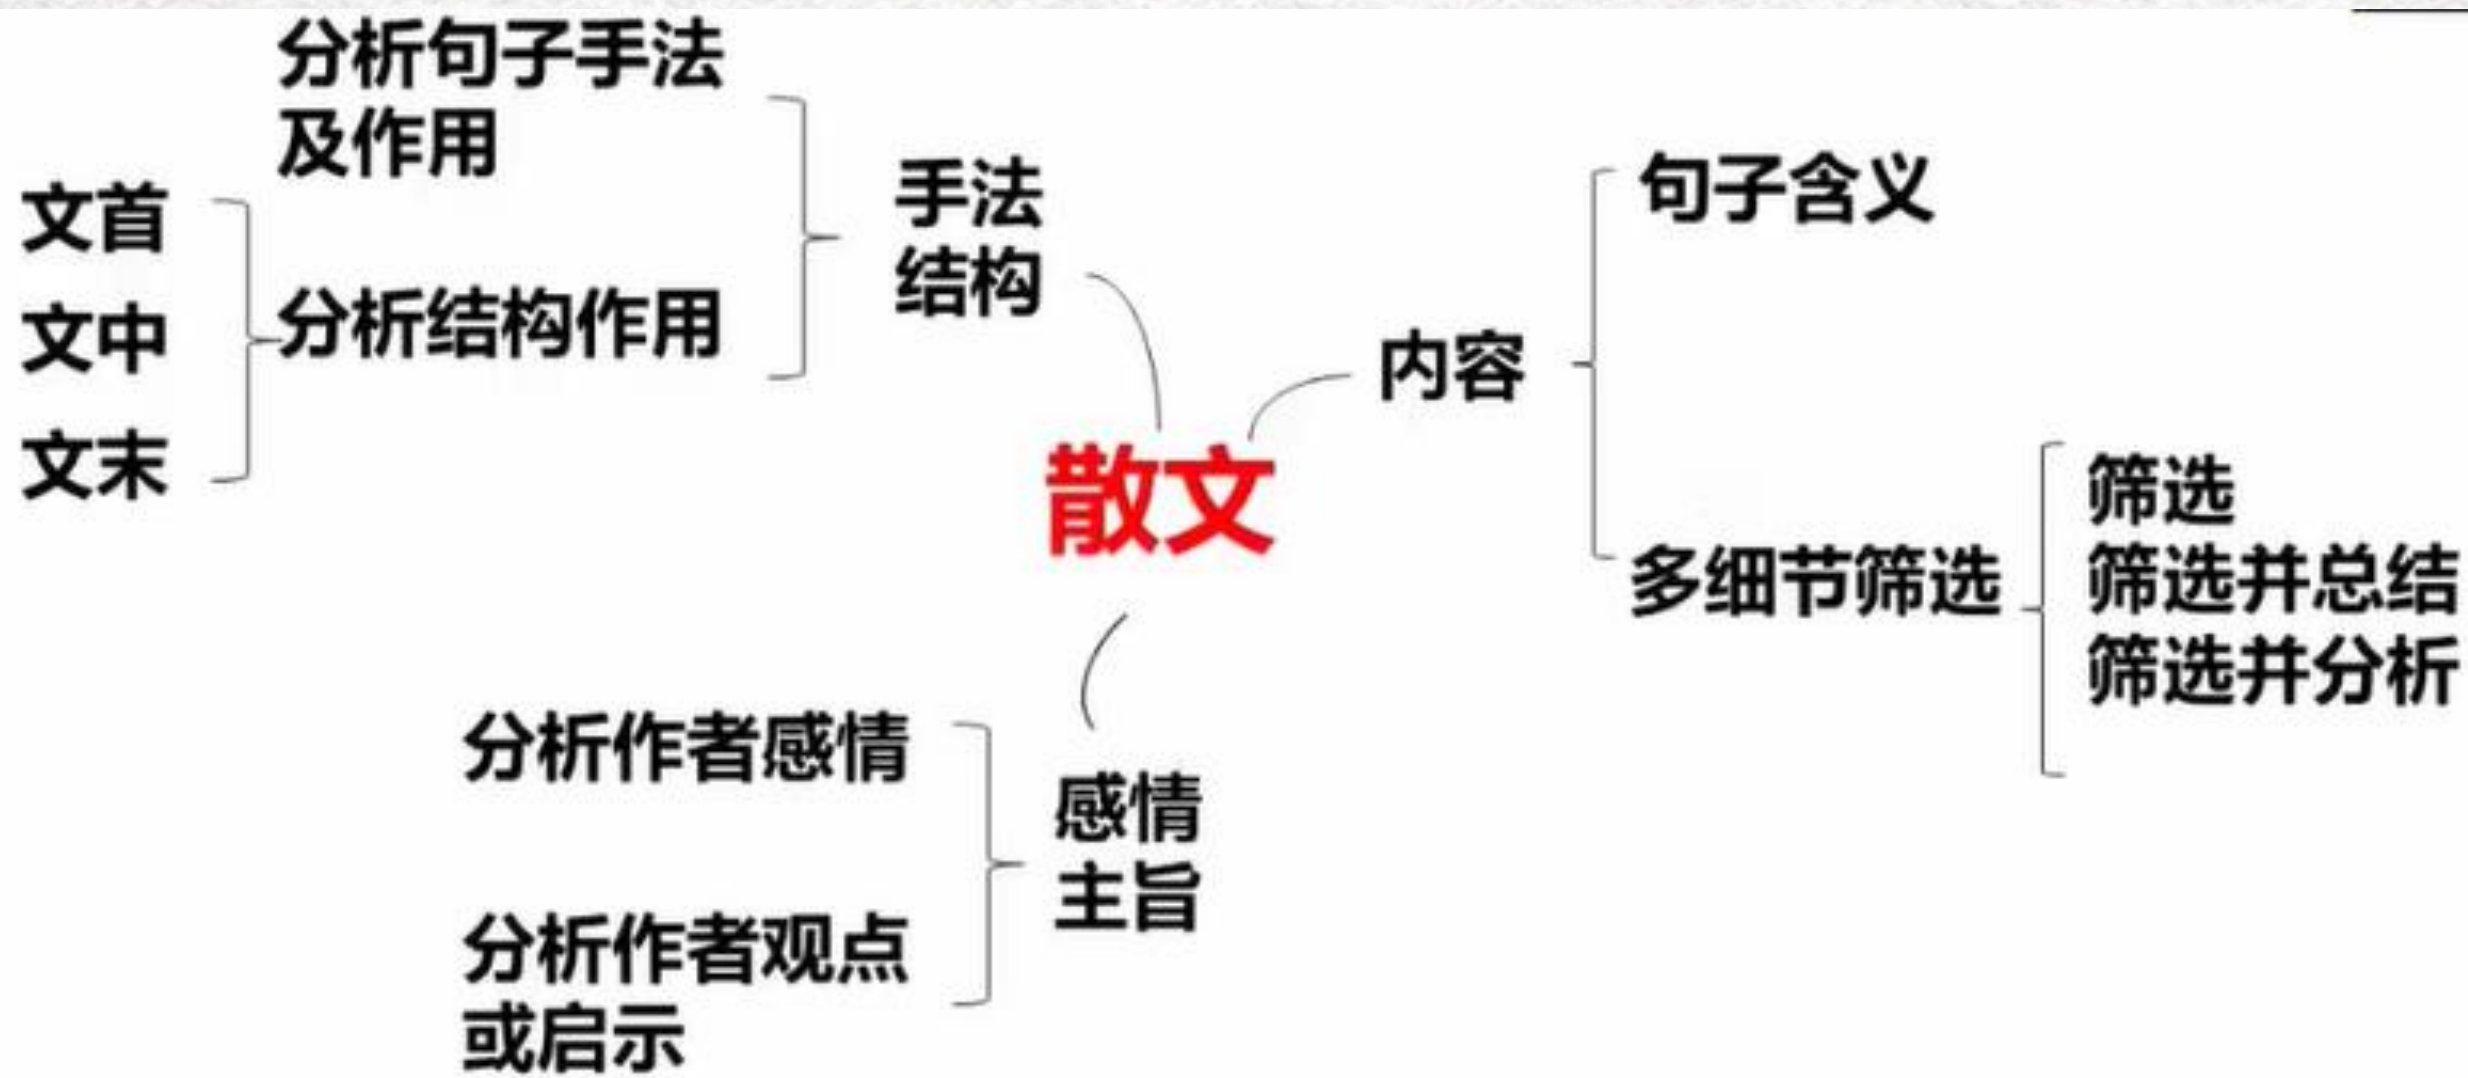 分析句子手法
及作用
文首
文中
文末
分析结构作用
手法
结构
散文
内容
句子含义
多细节筛选
筛选
筛选并总结
筛选并分析
分析作者感情
分析作者观点
或启示
感情
主旨